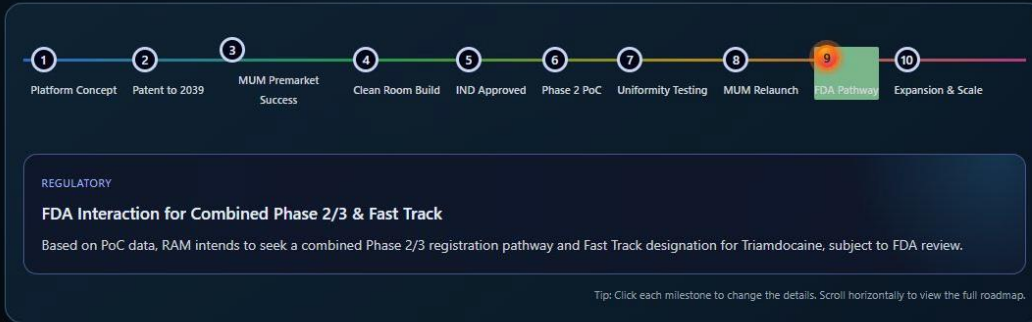 1
2
3
4
5
6
7
8
9
10
Platform Concept
Patent to 2039
MUM Premarket
Success
Clean Room Build
IND Approved
Phase 2 PoC
Uniformity Testing
MUM Relaunch
FDA Pathway
Expansion & Scale
REGULATORY
FDA Interaction for Combined Phase 2/3 & Fast Track
Based on PoC data, RAM intends to seek a combined Phase 2/3 registration pathway and Fast Track designation for Triamdocaine, subject to FDA review.
Tip: Click each milestone to change the details. Scroll horizontally to view the full roadmap.